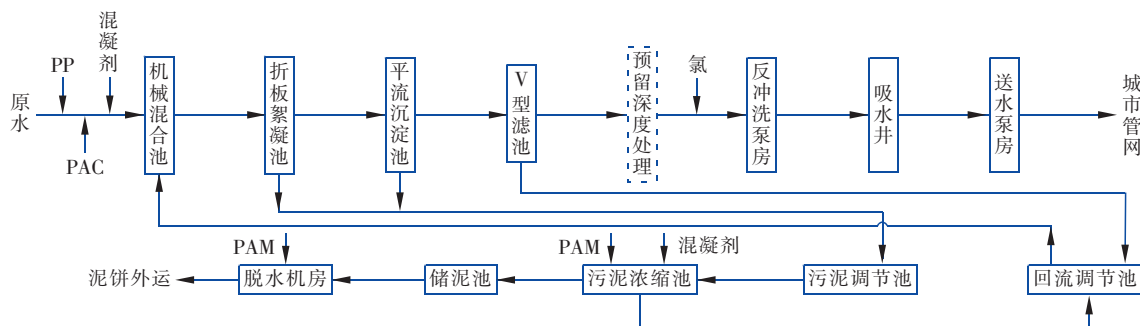 原水
PP
PAC
混凝剂
机械混合池
折板絮凝池
平流沉淀池
V型滤池
预留深度处理
氯
反冲洗泵房
吸水井
送水泵房
城市管网
泥饼外运
PAM
脱水机房
储泥池
PAM
混凝剂
污泥浓缩池
污泥调节池
回流调节池